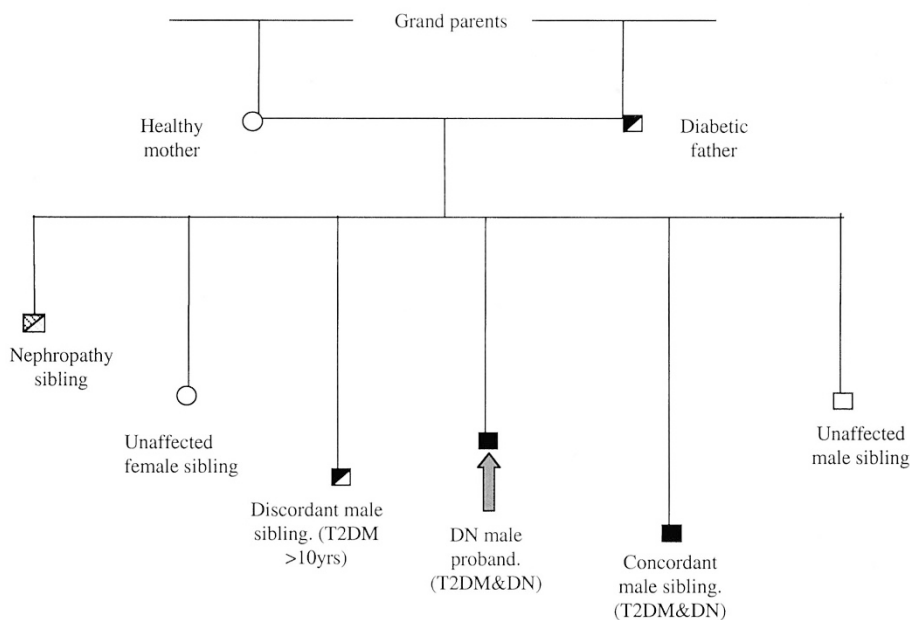 Grand parents
Healthy
mother
Diabetic
father
Nephropathy
sibling
Unaffected
female sibling
Discordant male
sibling. (T2DM
>10yrs)
DN male
proband.
(T2DM&DN)
Concordant
male sibling.
(T2DM&DN)
Unaffected
male sibling